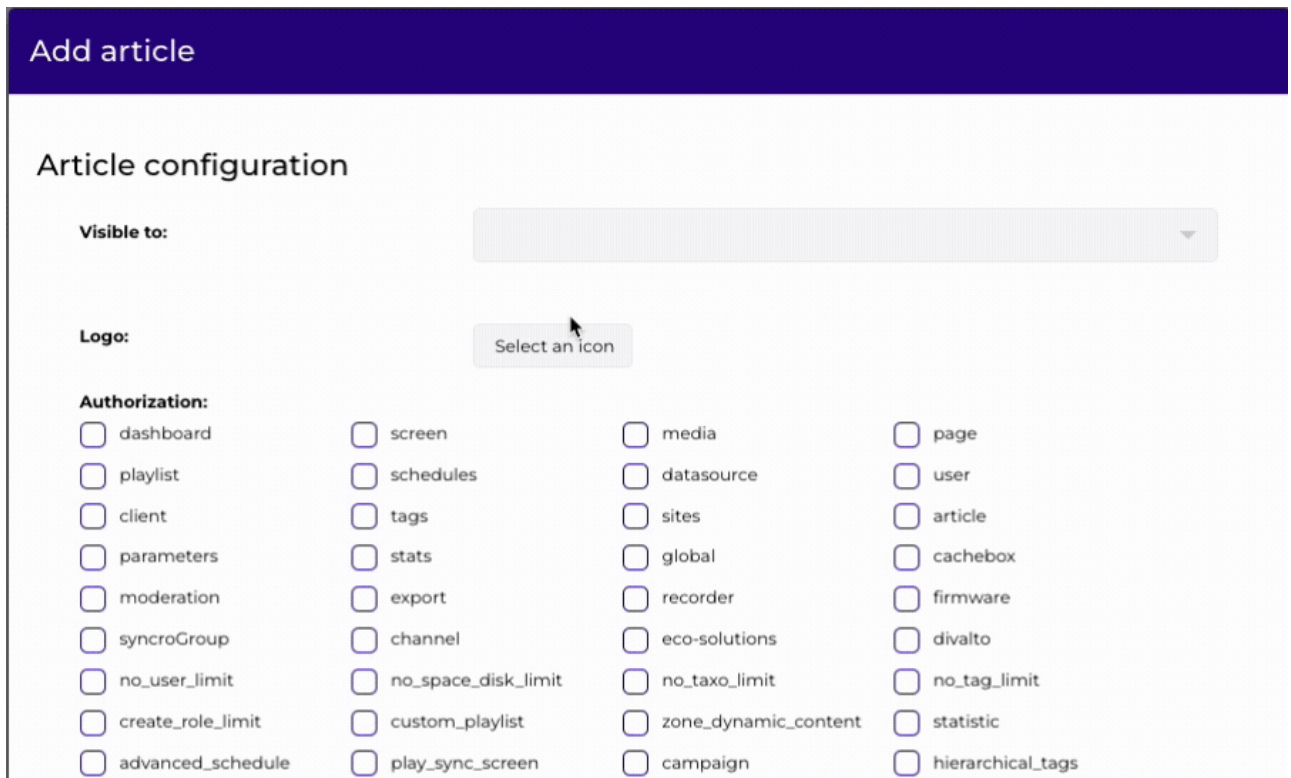 Add article
Article configuration
Visible to:
Logo:
Select an icon
Authorization:
dashboard screen media page
playlist schedules datasource user
client tags sites article
parameters stats global cachebox
moderation export recorder firmware
syncroGroup channel eco-solutions divalto
no_user_limit no_space_disk_limit no_taxo_limit no_tag_limit
create_role_limit custom_playlist zone_dynamic_content statistic
advanced_schedule play_sync_screen campaign hierarchical_tags